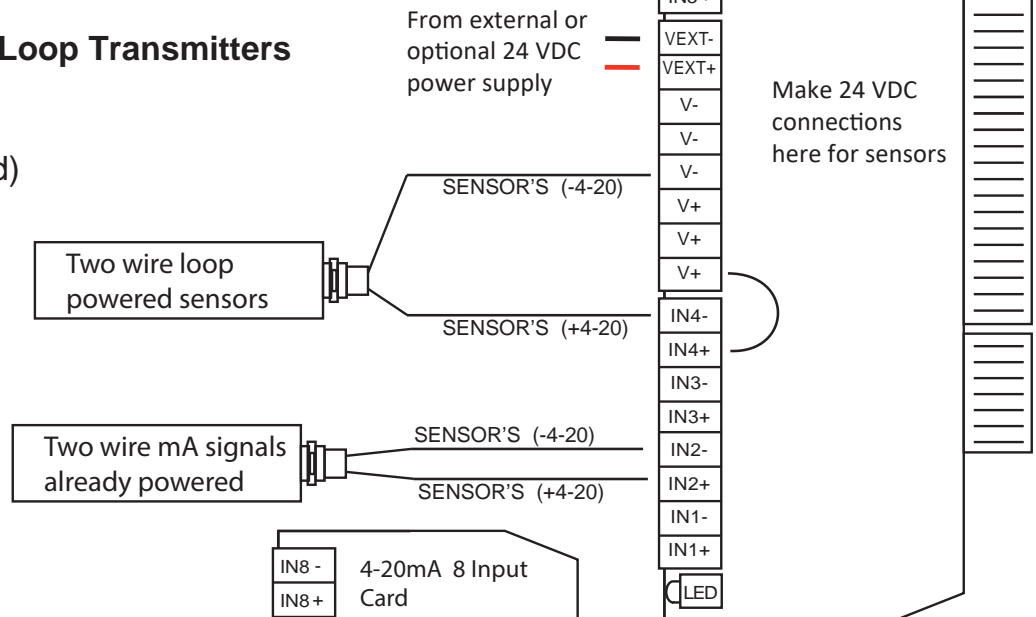 Loop Transmitters
d)
From external or
optional 24 VDC
power supply
VEXT-
VEXT+
V-
V-
V-
V+
V+
V+
IN4-
IN4+
IN3-
IN3+
IN2-
IN2+
IN1-
IN1+
LED
Make 24 VDC
connections
here for sensors
SENSOR'S (-4-20)
Two wire loop
powered sensors
SENSOR'S (+4-20)
SENSOR'S (-4-20)
Two wire mA signals
already powered
SENSOR'S (+4-20)
IN8 -
IN8 +
4-20mA 8 Input
Card